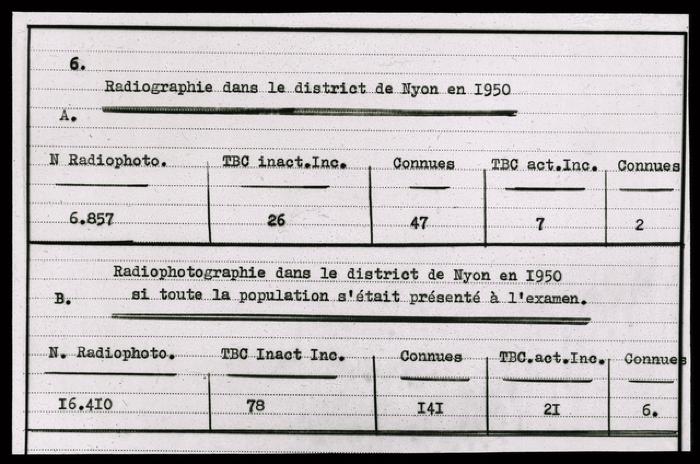 6.
Radiographie dans le district de Nyon en I950
A.
N Radiophoto. TBC inact.Inc. Connues TBC act.Inc. Connues
6.857 26 47 7 2
Radiophotographie dans le district de Nyon en I950
B. si toute la population s'était présenté à l'examen.
N. Radiophoto. TBC Inact Inc. Connues TBC.act.Inc. Connues
I6.4I0 78 I4I 2I 6.